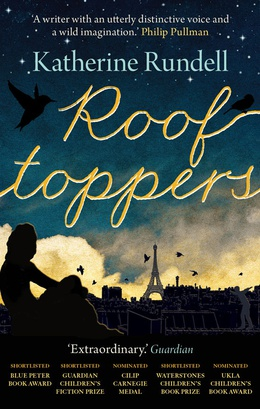 ‘A writer with an utterly distinctive voice and
a wild imagination.’ Philip Pullman
Katherine Rundell
Roof
toppers
‘Extraordinary.’ Guardian
SHORTLISTED
BLUE PETER
BOOK AWARD
SHORTLISTED
GUARDIAN
CHILDREN'S
FICTION PRIZE
NOMINATED
CILIP
CARNEGIE
MEDAL
SHORTLISTED
WATERSTONES
CHILDREN'S
BOOK PRIZE
NOMINATED
UKLA
CHILDREN'S
BOOK AWARD